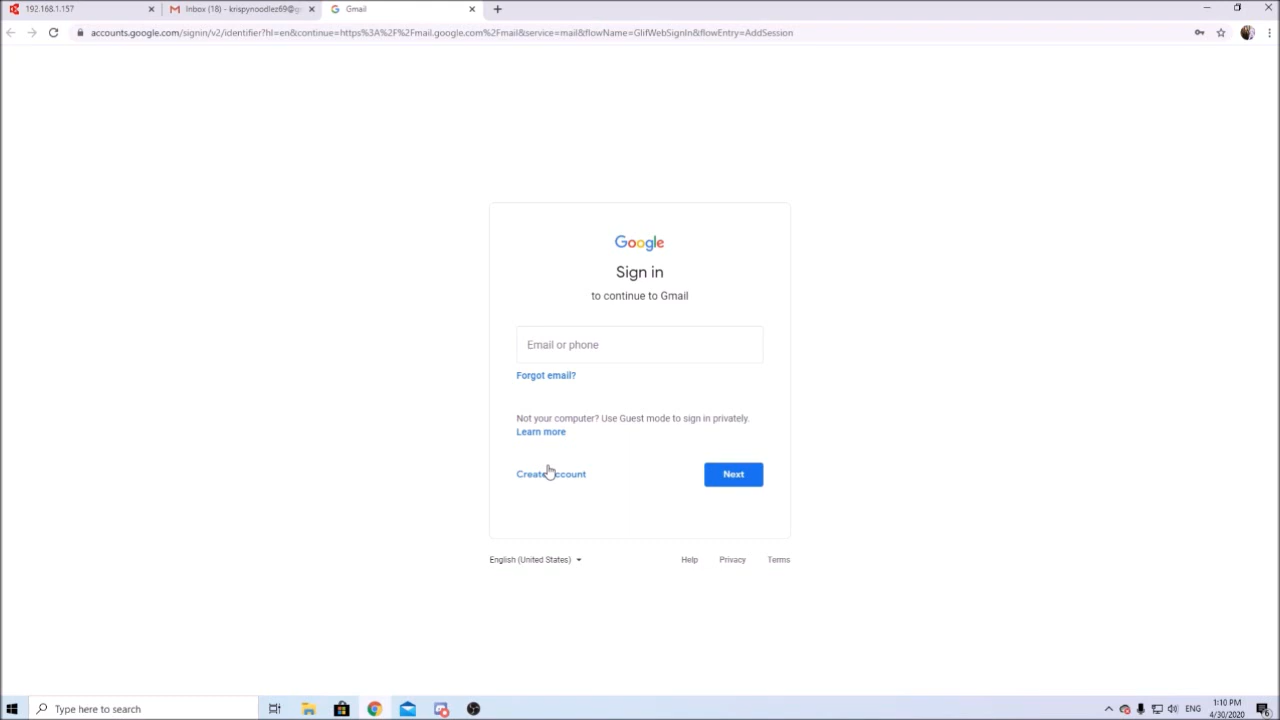 192.168.1.157
Inbox (18) - krispynoodlez69@g
Gmail
accounts.google.com/signin/v2/identifier?hl=en&continue=https%3A%2F%2Fmail.google.com%2Fmail&service=mail&flowName=GlifWebSignIn&flowEntry=AddSession
Google
Sign in
to continue to Gmail
Email or phone
Forgot email?
Not your computer? Use Guest mode to sign in privately.
Learn more
Create account
Next
English (United States)
Help Privacy Terms
Type here to search
ENG
1:10 PM
4/30/2020